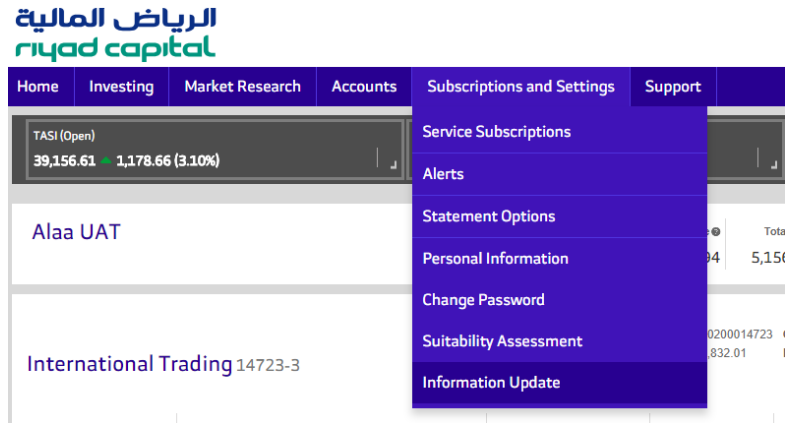 الرياض المالية
riyad capital
Home Investing Market Research Accounts Subscriptions and Settings Support
TASI (Open)
39,156.61 1,178.66 (3.10%)
Service Subscriptions
Alerts
Statement Options
Personal Information
Change Password
Suitability Assessment
Information Update
Alaa UAT
International Trading 14723-3
0200014723
,832.01
94
5,156
Tota